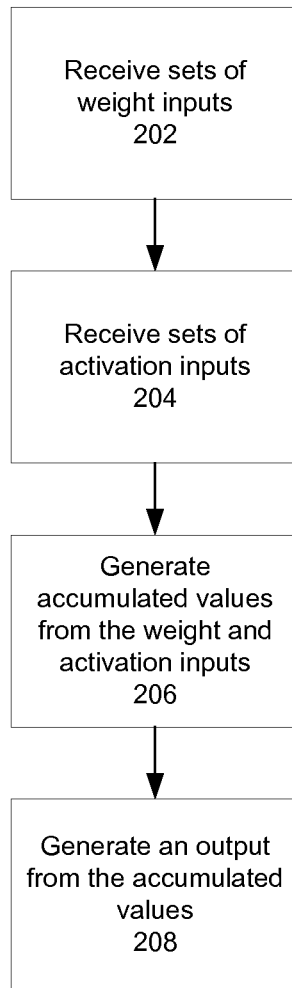 Receive sets of
weight inputs
202
Receive sets of
activation inputs
204
Generate
accumulated values
from the weight and
activation inputs
206
Generate an output
from the accumulated
values
208